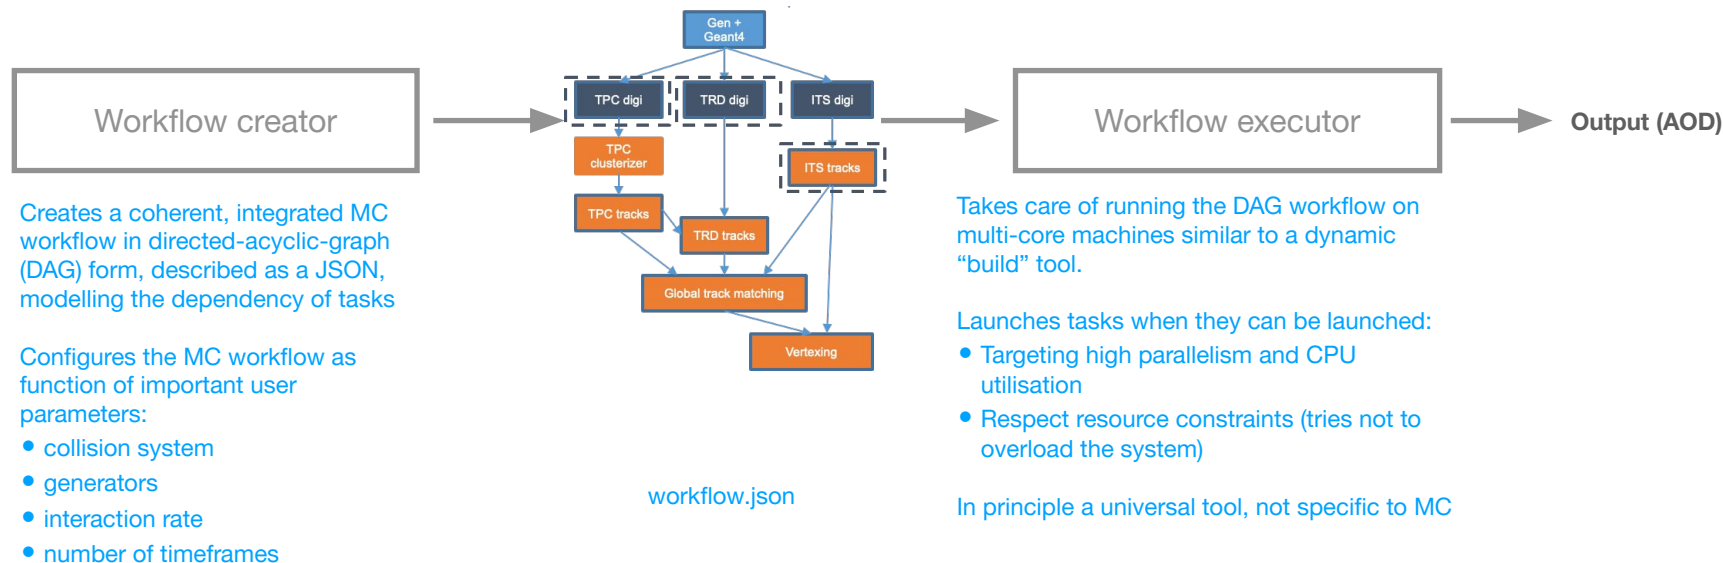 Workflow creator
Creates a coherent, integrated MC
workflow in directed-acyclic-graph
(DAG) form, described as a JSON,
modelling the dependency of tasks
Configures the MC workflow as
function of important user
parameters:
• collision system
• generators
• interaction rate
• number of timeframes
Gen +
Geant4
TPC digi
TRD digi
ITS digi
TPC
clusterizer
ITS tracks
TPC tracks
TRD tracks
Global track matching
Vertexing
workflow.json
Workflow executor
Takes care of running the DAG workflow on
multi-core machines similar to a dynamic
“build” tool.
Launches tasks when they can be launched:
• Targeting high parallelism and CPU
utilisation
• Respect resource constraints (tries not to
overload the system)
In principle a universal tool, not specific to MC
Output (AOD)